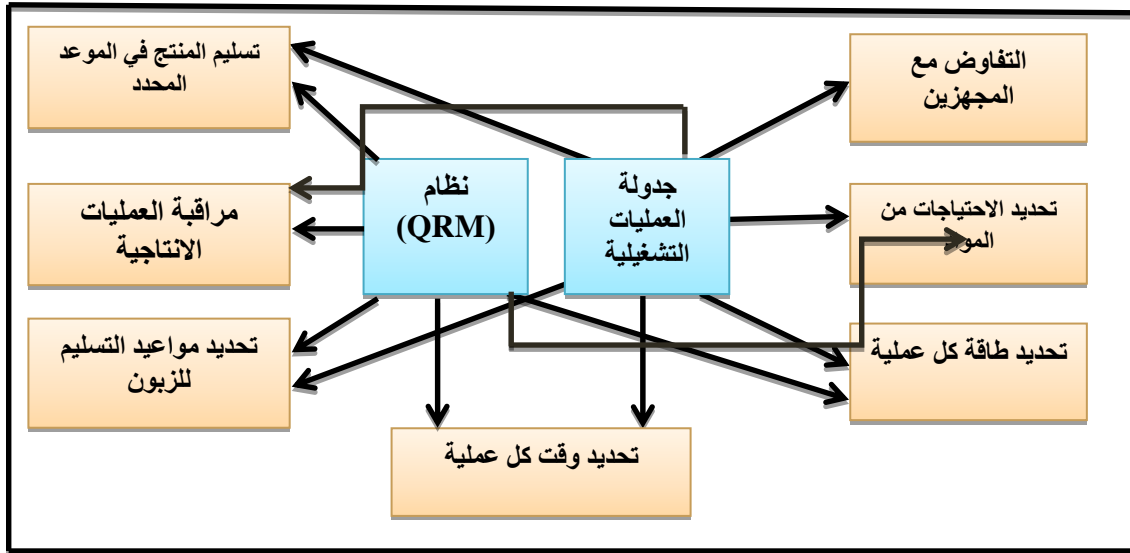 تسليم المنتج في الموعد
المحدد
التفاوض مع
المجهزين
نظام
(QRM)
جدولة
العمليات
التشغيلية
مراقبة العمليات
الانتاجية
تحديد الاحتياجات من
تحديد مواعيد التسليم
للزبون
تحديد طاقة كل عملية
تحديد وقت كل عملية